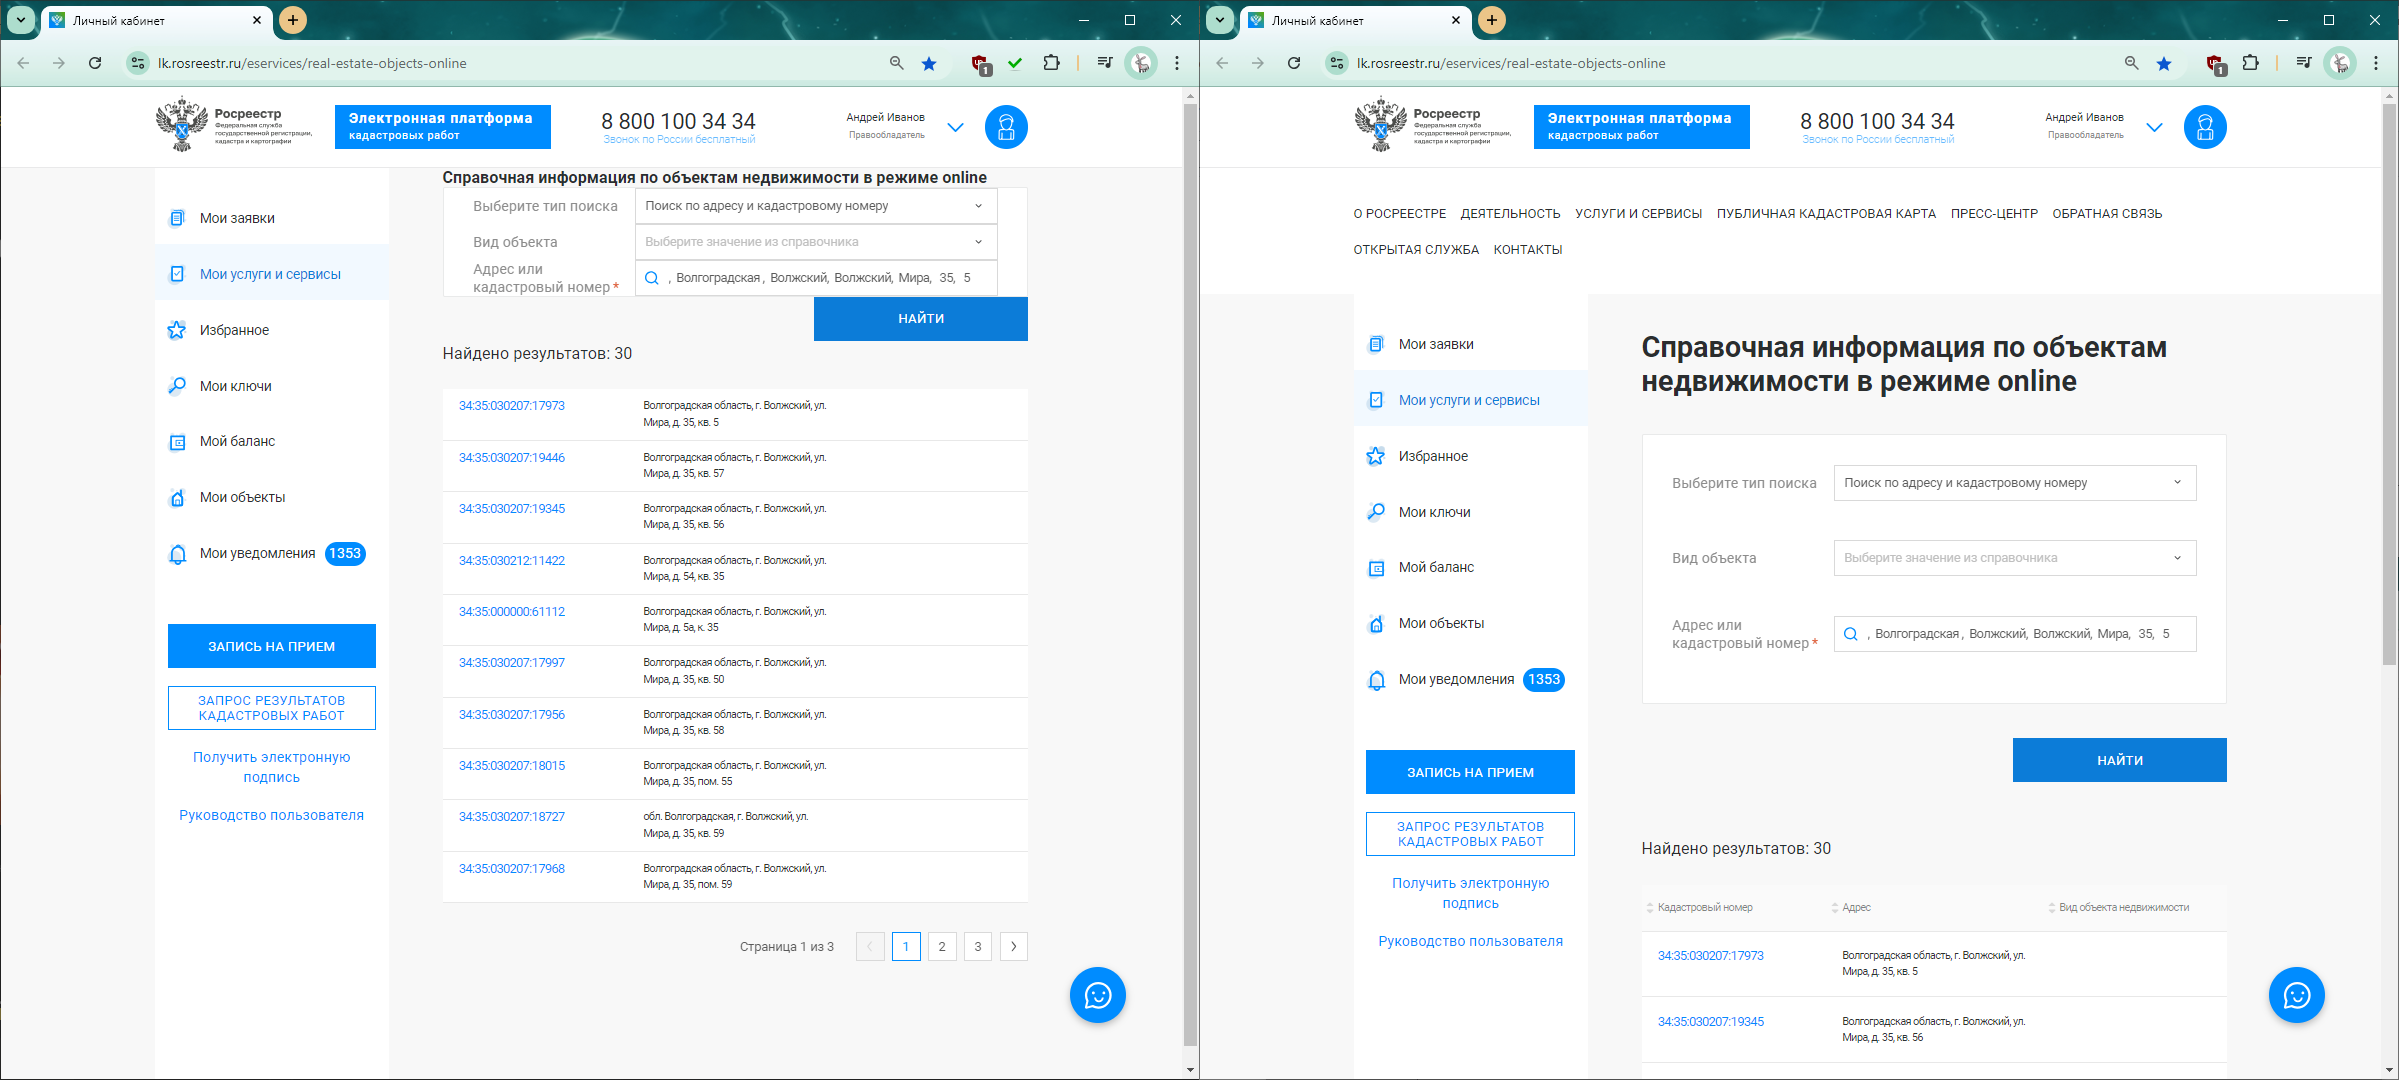 Личный кабинет
lk.rosreestr.ru/eservices/real-estate-objects-online
1
Росреестр
Федеральная служба
государственной регистрации,
кадастра и картографии
Электронная платформа
кадастровых работ
8 800 100 34 34
Звонок по России бесплатный
Андрей Иванов
Правообладатель
Мои заявки
Мои услуги и сервисы
Избранное
Мои ключи
Мой баланс
Мои объекты
Мои уведомления 1353
ЗАПИСЬ НА ПРИЕМ
ЗАПРОС РЕЗУЛЬТАТОВ
КАДАСТРОВЫХ РАБОТ
Получить электронную
подпись
Руководство пользователя
Справочная информация по объектам недвижимости в режиме online
Выберите тип поиска
Поиск по адресу и кадастровому номеру
Вид объекта
Выберите значение из справочника
Адрес или
кадастровый номер *
, Волгоградская , Волжский, Волжский, Мира, 35, 5
НАЙТИ
Найдено результатов: 30
34:35:030207:17973
Волгоградская область, г. Волжский, ул.
Мира, д. 35, кв. 5
34:35:030207:19446
Волгоградская область, г. Волжский, ул.
Мира, д. 35, кв. 57
34:35:030207:19345
Волгоградская область, г. Волжский, ул.
Мира, д. 35, кв. 56
34:35:030212:11422
Волгоградская область, г. Волжский, ул.
Мира, д. 54, кв. 35
34:35:000000:61112
Волгоградская область, г. Волжский, ул.
Мира, д. 5а, к. 35
34:35:030207:17997
Волгоградская область, г. Волжский, ул.
Мира, д. 35, кв. 50
34:35:030207:17956
Волгоградская область, г. Волжский, ул.
Мира, д. 35, кв. 58
34:35:030207:18015
Волгоградская область, г. Волжский, ул.
Мира, д. 35, пом. 55
34:35:030207:18727
обл. Волгоградская, г. Волжский, ул.
Мира, д. 35, кв. 59
34:35:030207:17968
Волгоградская область, г. Волжский, ул.
Мира, д. 35, пом. 59
Страница 1 из 3
1 2 3
Личный кабинет
lk.rosreestr.ru/eservices/real-estate-objects-online
1
Росреестр
Федеральная служба
государственной регистрации,
кадастра и картографии
Электронная платформа
кадастровых работ
8 800 100 34 34
Звонок по России бесплатный
Андрей Иванов
Правообладатель
О РОСРЕЕСТРЕ ДЕЯТЕЛЬНОСТЬ УСЛУГИ И СЕРВИСЫ ПУБЛИЧНАЯ КАДАСТРОВАЯ КАРТА ПРЕСС-ЦЕНТР ОБРАТНАЯ СВЯЗЬ
ОТКРЫТАЯ СЛУЖБА КОНТАКТЫ
Мои заявки
Мои услуги и сервисы
Избранное
Мои ключи
Мой баланс
Мои объекты
Мои уведомления 1353
ЗАПИСЬ НА ПРИЕМ
ЗАПРОС РЕЗУЛЬТАТОВ
КАДАСТРОВЫХ РАБОТ
Получить электронную
подпись
Руководство пользователя
Справочная информация по объектам
недвижимости в режиме online
Выберите тип поиска
Поиск по адресу и кадастровому номеру
Вид объекта
Выберите значение из справочника
Адрес или
кадастровый номер *
, Волгоградская , Волжский, Волжский, Мира, 35, 5
НАЙТИ
Найдено результатов: 30
Кадастровый номер Адрес Вид объекта недвижимости
34:35:030207:17973
Волгоградская область, г. Волжский, ул.
Мира, д. 35, кв. 5
34:35:030207:19345
Волгоградская область, г. Волжский, ул.
Мира, д. 35, кв. 56